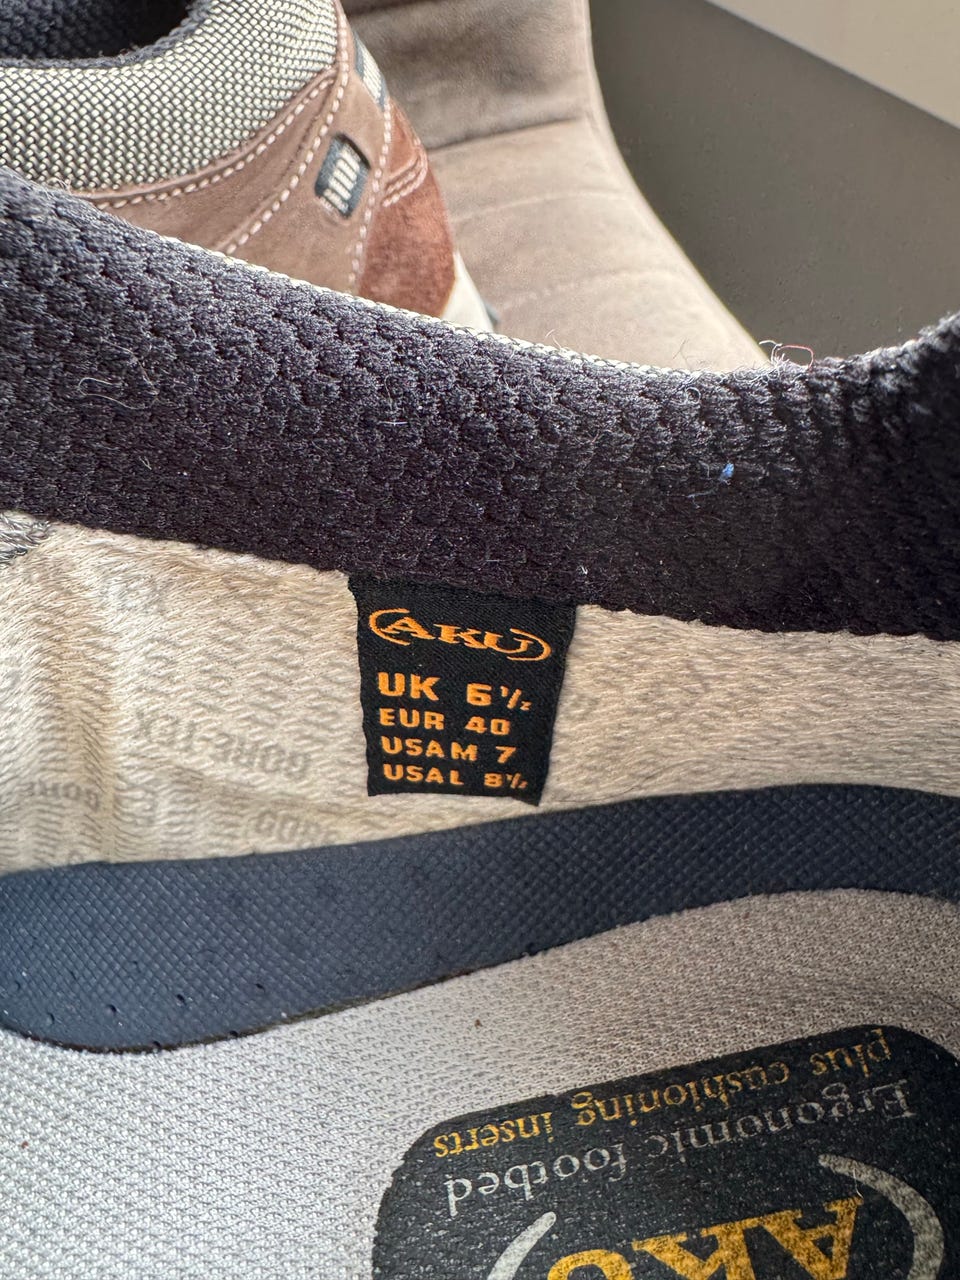 AKU
UK 6½
EUR 40
USAM 7
USAL 8½
GORE-TEX
GORE
Ergonomic footbed
plus cushioning inserts
AKU